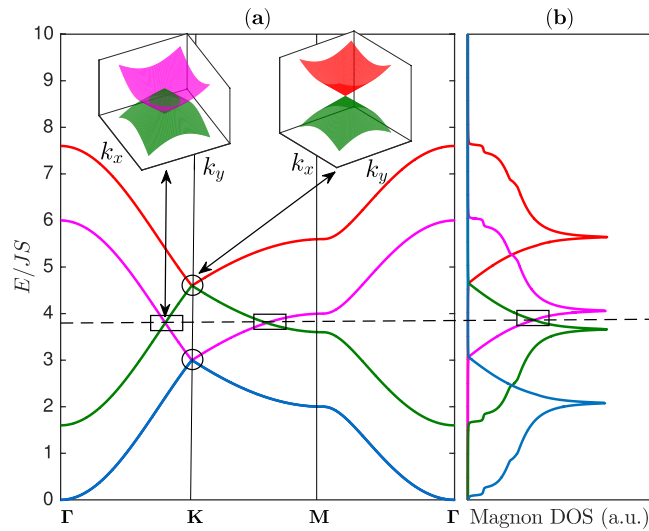 (a) (b)
10
9
8
7
6
5
4
3
2
1
0
E/JS
k_x
k_y
k_x
k_y
Γ K M Γ
Magnon DOS (a.u.)